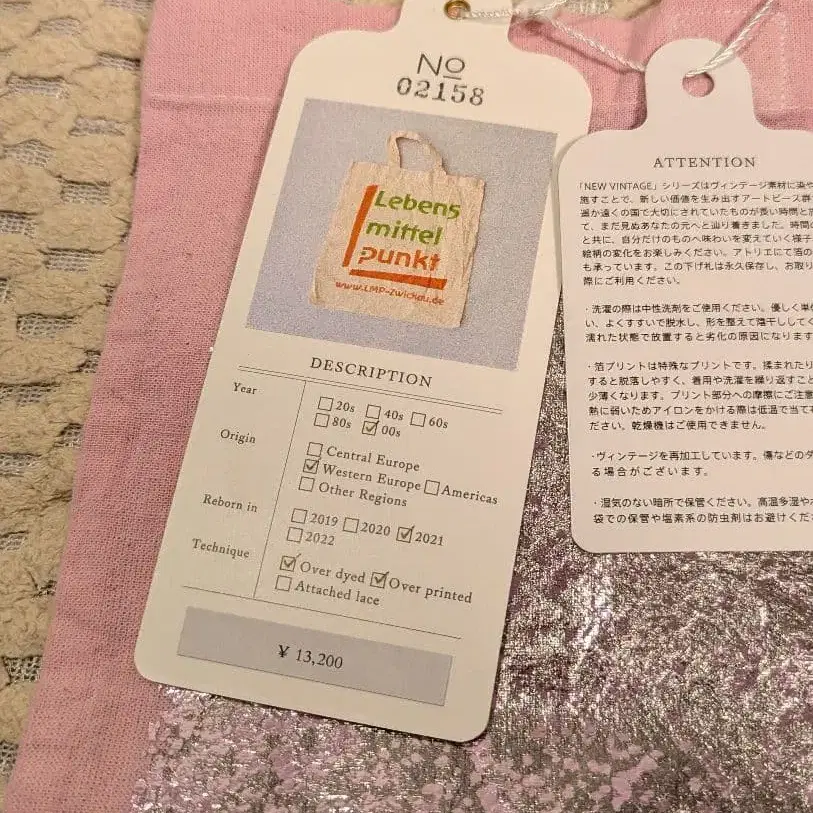 No
02158
Lebens
mittel
punkt
www.LMP-Zwickau.de
DESCRIPTION
Year
20s 40s 60s
80s 00s
Origin
Central Europe
Western Europe Americas
Other Regions
Reborn in
2019 2020 2021
2022
Technique
Over dyed Over printed
Attached lace
¥ 13,200
ATTENTION
「NEW VINTAGE」シリーズはヴィンテージ素材に染や
施すことで、新しい価値を生み出すアートピース群
遥か遠くの国で大切にされていたものが長い時間と
て、まだ見ぬあなたの元へと辿り着きました。時間の
と共に、自分だけのものへ味わいを変えていく様子
絵柄の変化をお楽しみください。アトリエにて箔の
も承っています。この下げ札は永久保存し、お取り
際にご利用ください。
・洗濯の際は中性洗剤をご使用ください。優しく単
い、よくすすいで脱水し、形を整えて陰干ししてく
濡れた状態で放置すると劣化の原因になります
・箔プリントは特殊なプリントです。揉まれたり
すると脱落しやすく、着用や洗濯を繰り返すこと
少薄くなります。プリント部分への摩擦にご注意
熱に弱いためアイロンをかける際は低温で当て
ださい。乾燥機はご使用できません。
・ヴィンテージを再加工しています。傷などのダ
る場合がございます。
・湿気のない暗所で保管ください。高温多湿や
袋での保管や塩素系の防虫剤はお避けくだ